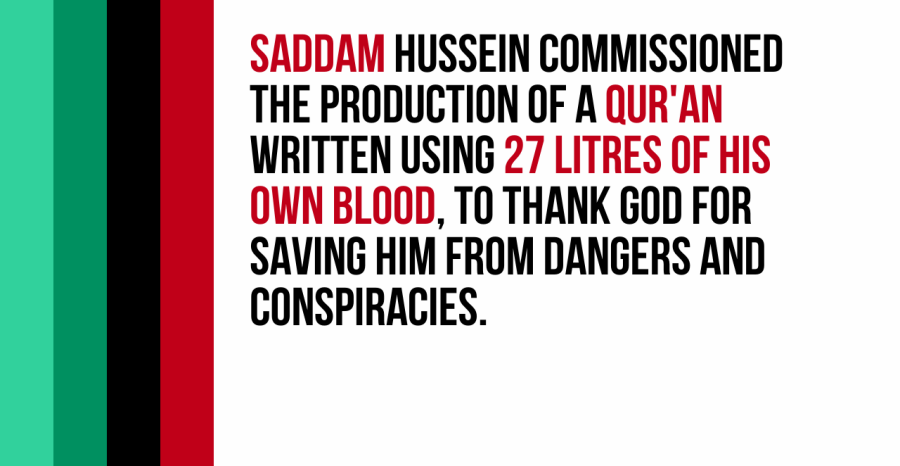 SADDAM HUSSEIN COMMISSIONED
THE PRODUCTION OF A QUR'AN
WRITTEN USING 27 LITRES OF HIS
OWN BLOOD, TO THANK GOD FOR
SAVING HIM FROM DANGERS AND
CONSPIRACIES.